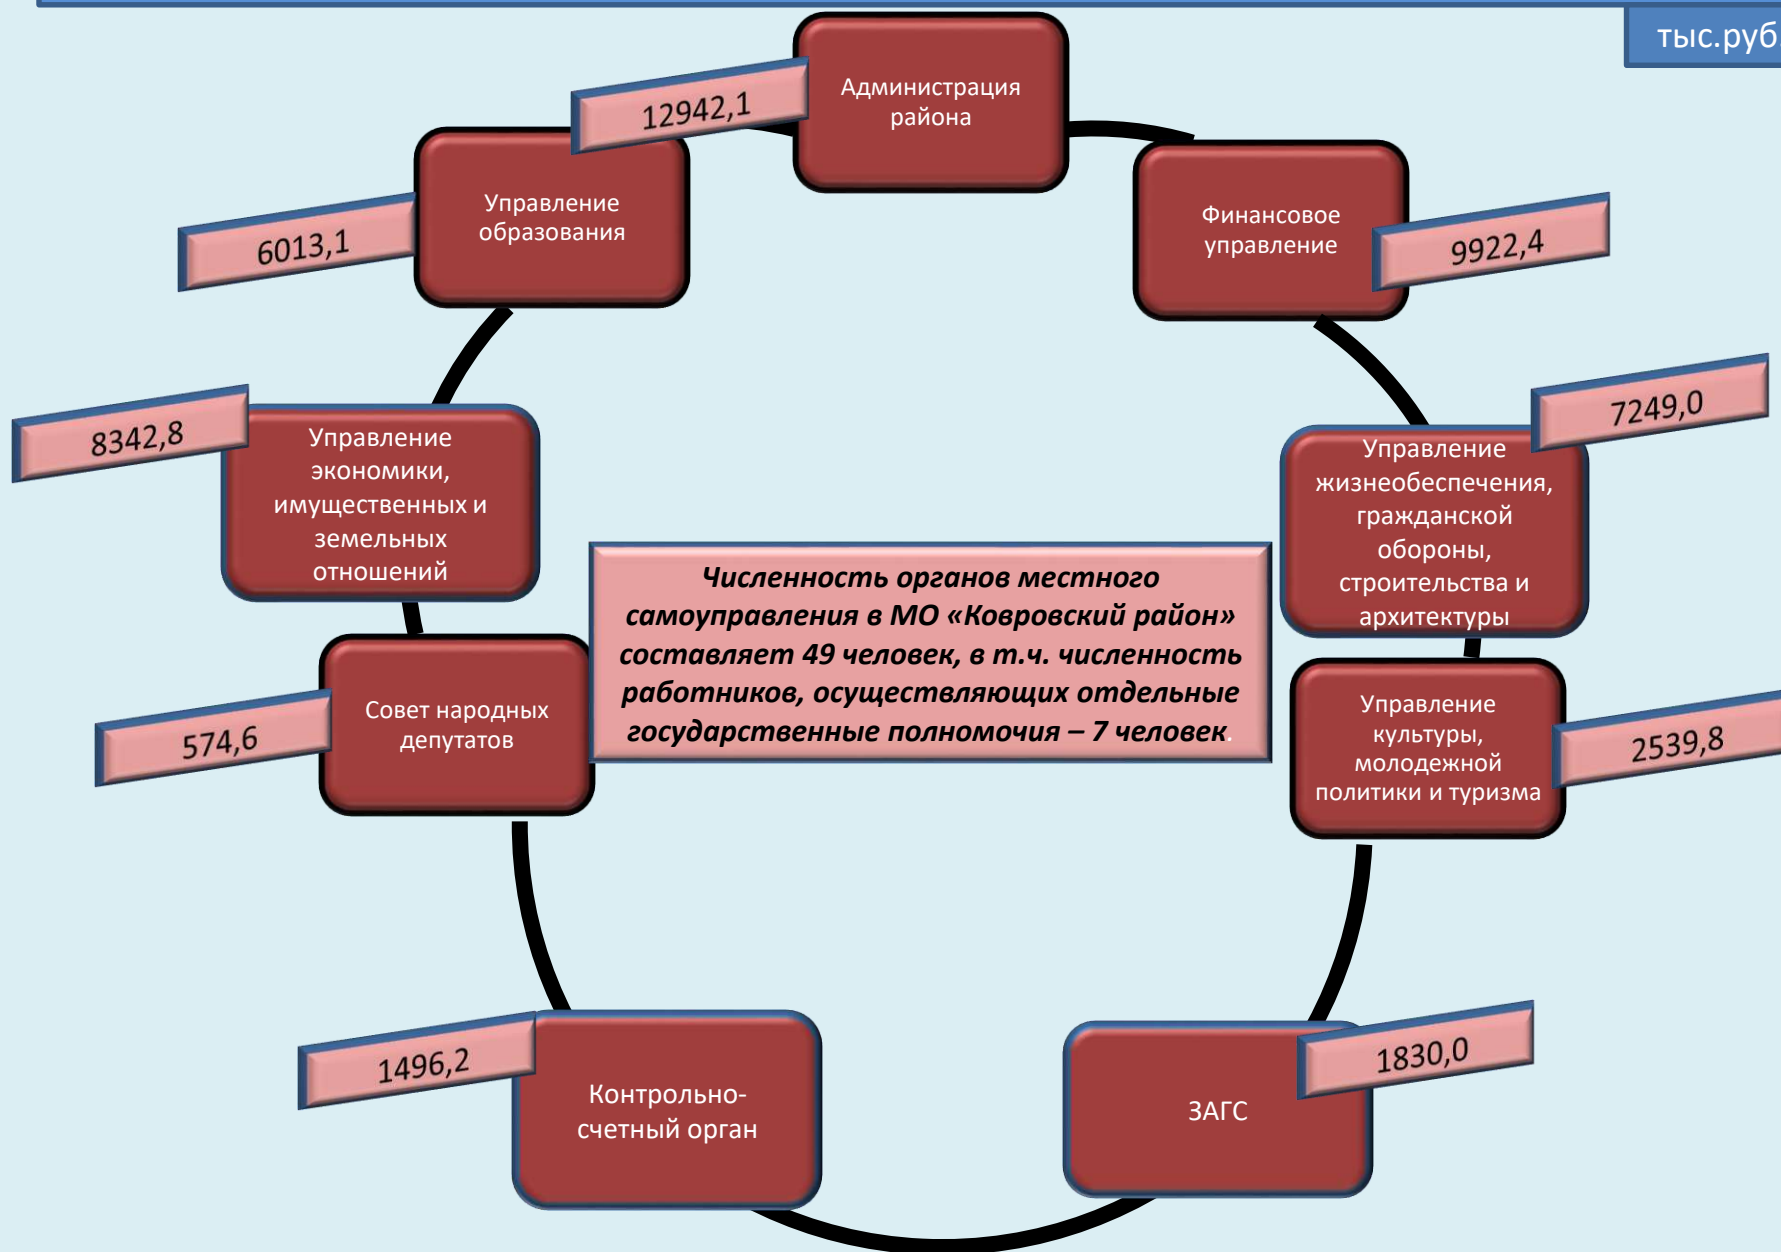 тыс.руб.
12942,1
Администрация
района
Управление
образования
6013,1
Финансовое
управление
9922,4
8342,8
Управление
экономики,
имущественных и
земельных
отношений
7249,0
Управление
жизнеобеспечения,
гражданской
обороны,
строительства и
архитектуры
Численность органов местного
самоуправления в МО «Ковровский район»
составляет 49 человек, в т.ч. численность
работников, осуществляющих отдельные
государственные полномочия – 7 человек.
574,6
Совет народных
депутатов
Управление
культуры,
молодежной
политики и туризма
2539,8
1496,2
Контрольно-
счетный орган
ЗАГС
1830,0